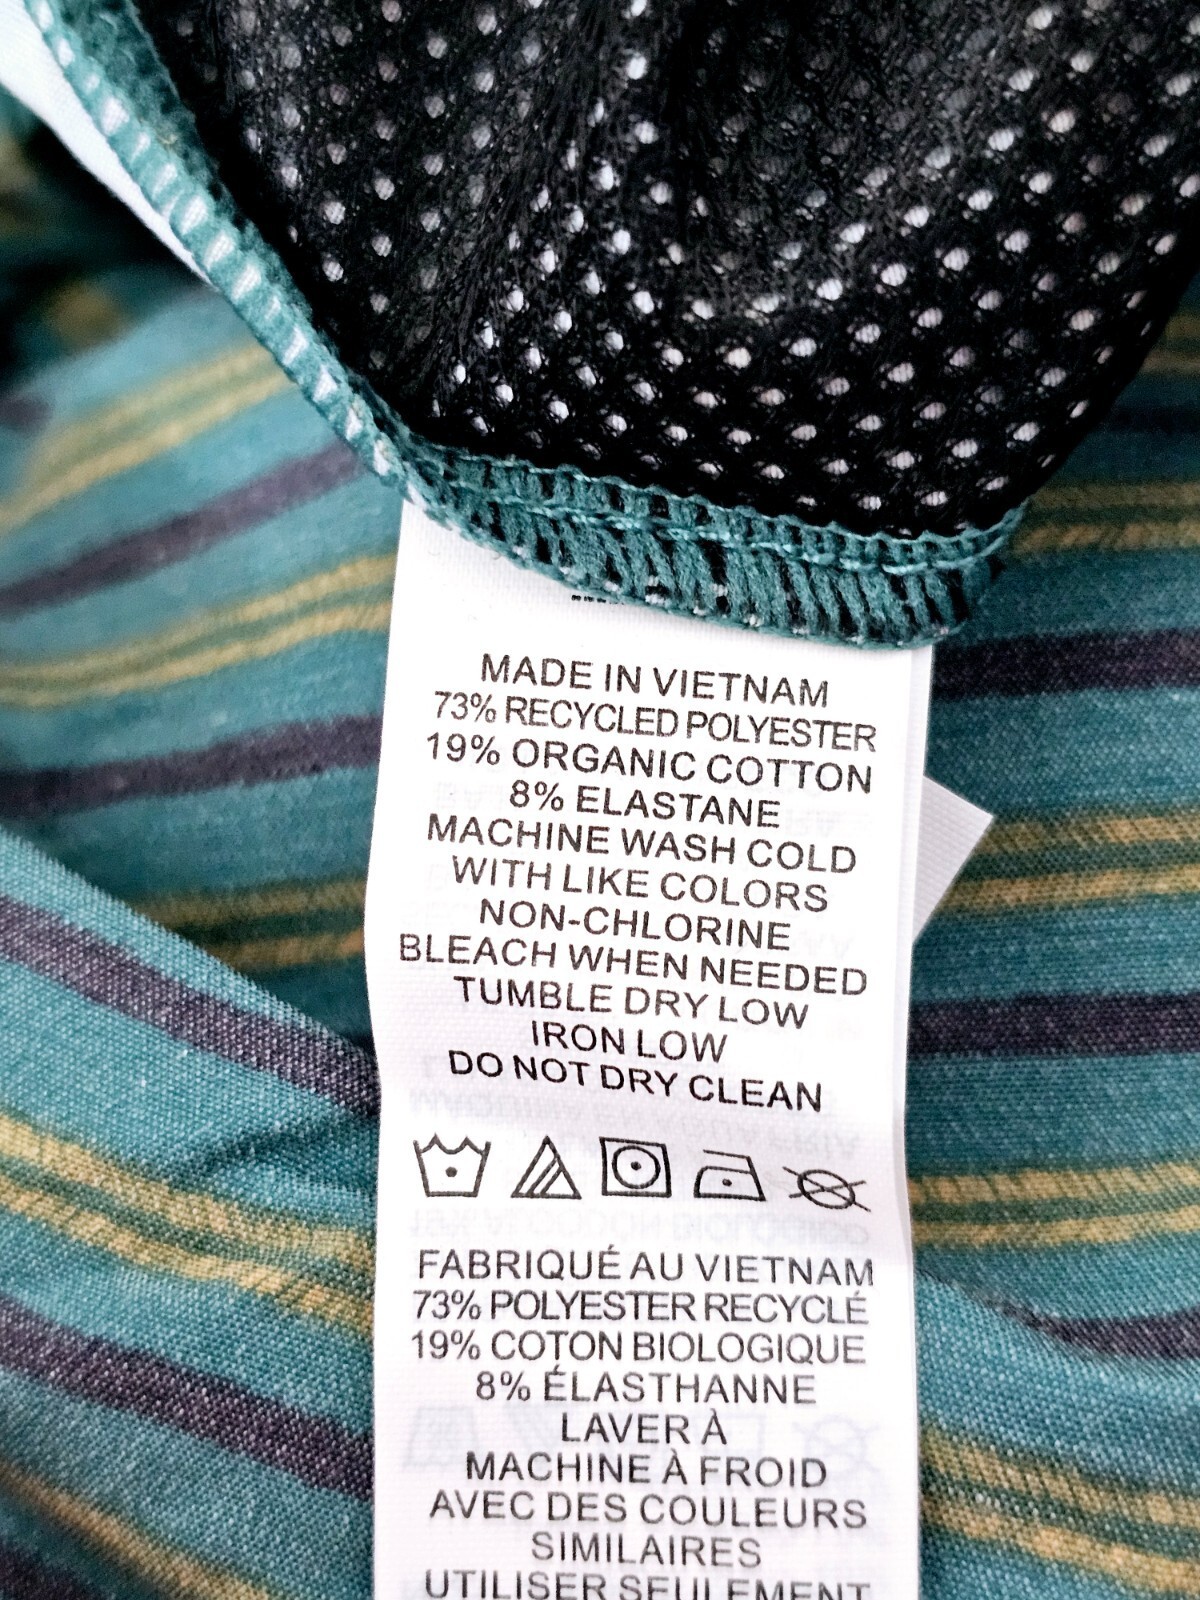 MADE IN VIETNAM
73% RECYCLED POLYESTER
19% ORGANIC COTTON
8% ELASTANE
MACHINE WASH COLD
WITH LIKE COLORS
NON-CHLORINE
BLEACH WHEN NEEDED
TUMBLE DRY LOW
IRON LOW
DO NOT DRY CLEAN
FABRIQUÉ AU VIETNAM
73% POLYESTER RECYCLÉ
19% COTON BIOLOGIQUE
8% ÉLASTHANNE
LAVER À
MACHINE À FROID
AVEC DES COULEURS
SIMILAIRES
UTILISER SEULEMENT